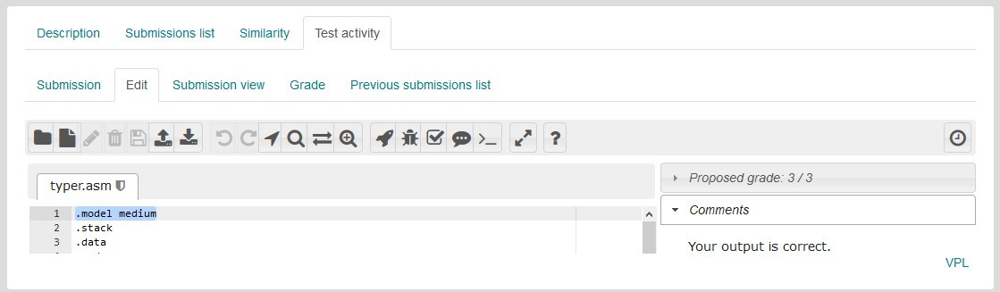 Description Submissions list Similarity Test activity
Submission Edit Submission view Grade Previous submissions list
>_ ?
typer.asm
Proposed grade: 3 / 3
Comments
1 .model medium
2 .stack
3 .data
Your output is correct.
VPL